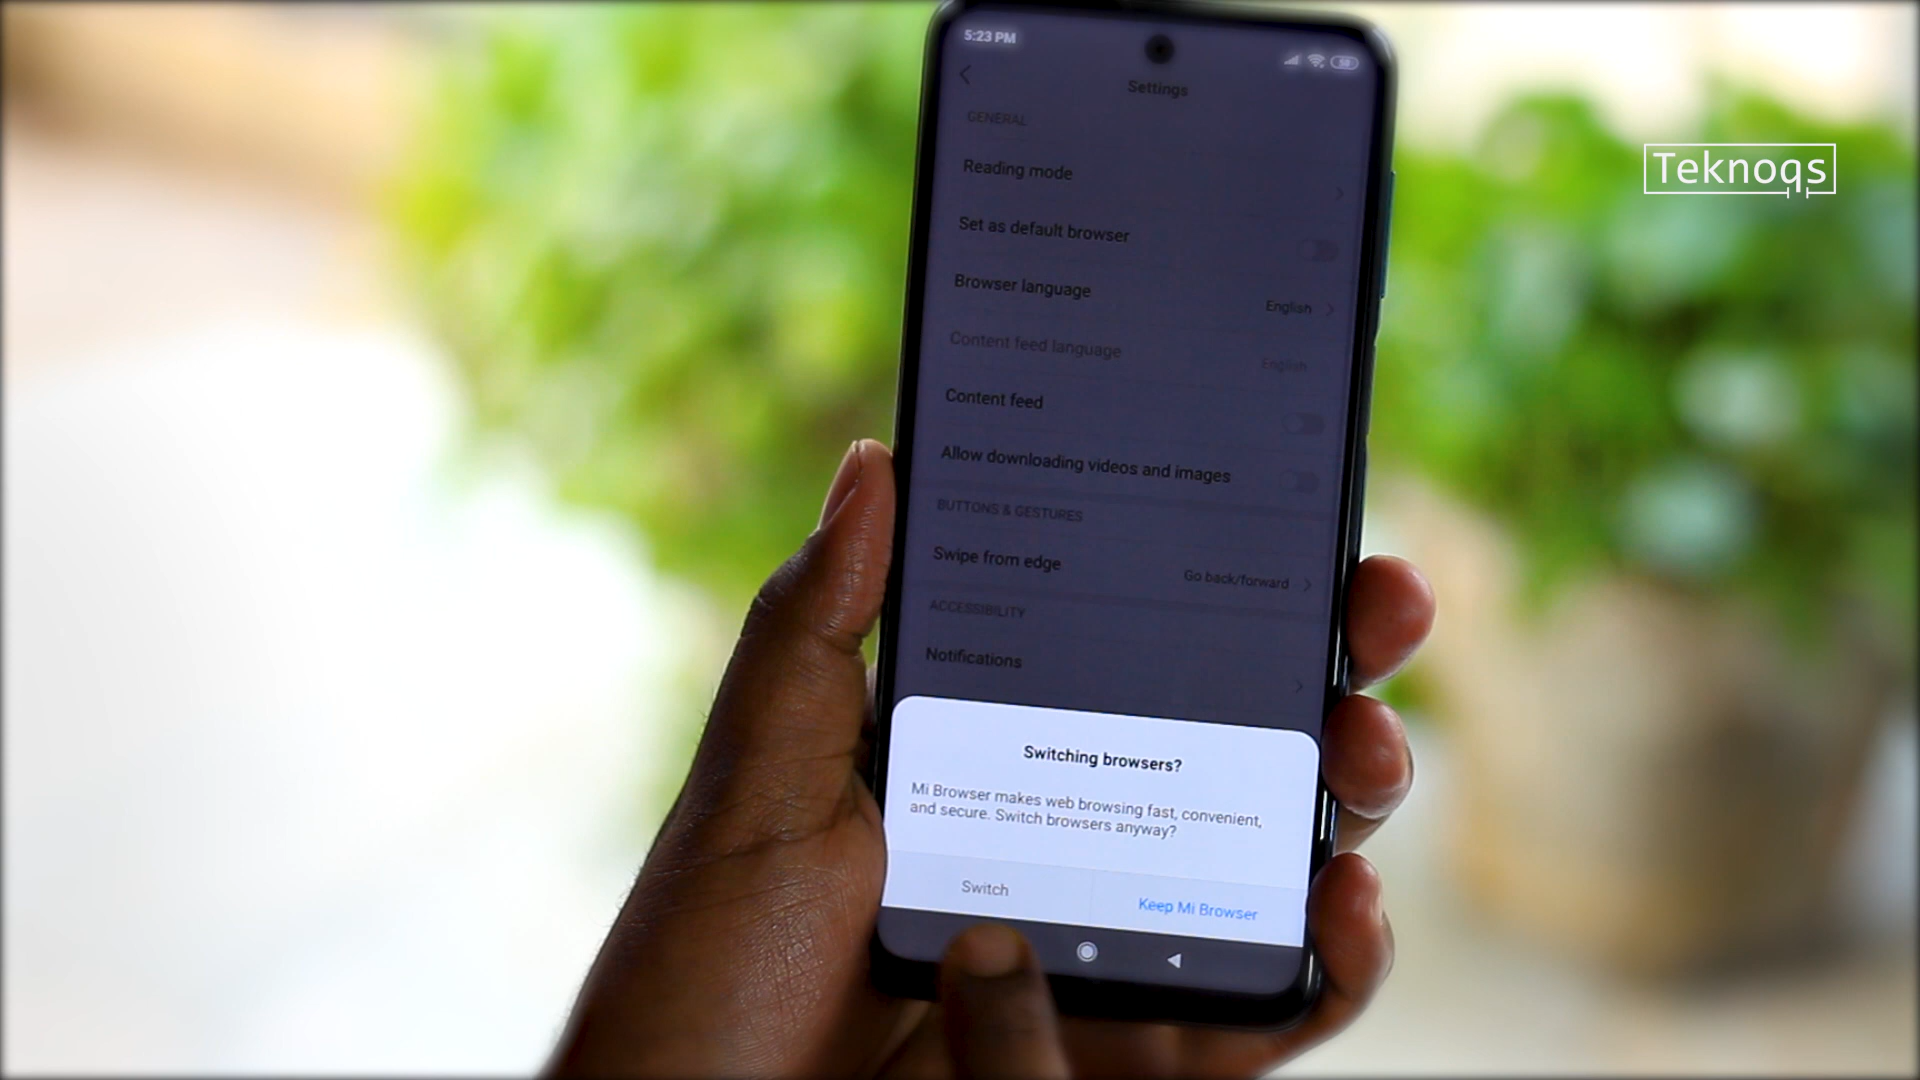 5:23 PM
58
Settings
Teknoqs
GENERAL
Reading mode
Set as default browser
Browser language
English
Content feed language
English
Content feed
Allow downloading videos and images
BUTTONS & GESTURES
Swipe from edge
Go back/forward
ACCESSIBILITY
Notifications
Switching browsers?
Mi Browser makes web browsing fast, convenient,
and secure. Switch browsers anyway?
Switch
Keep Mi Browser